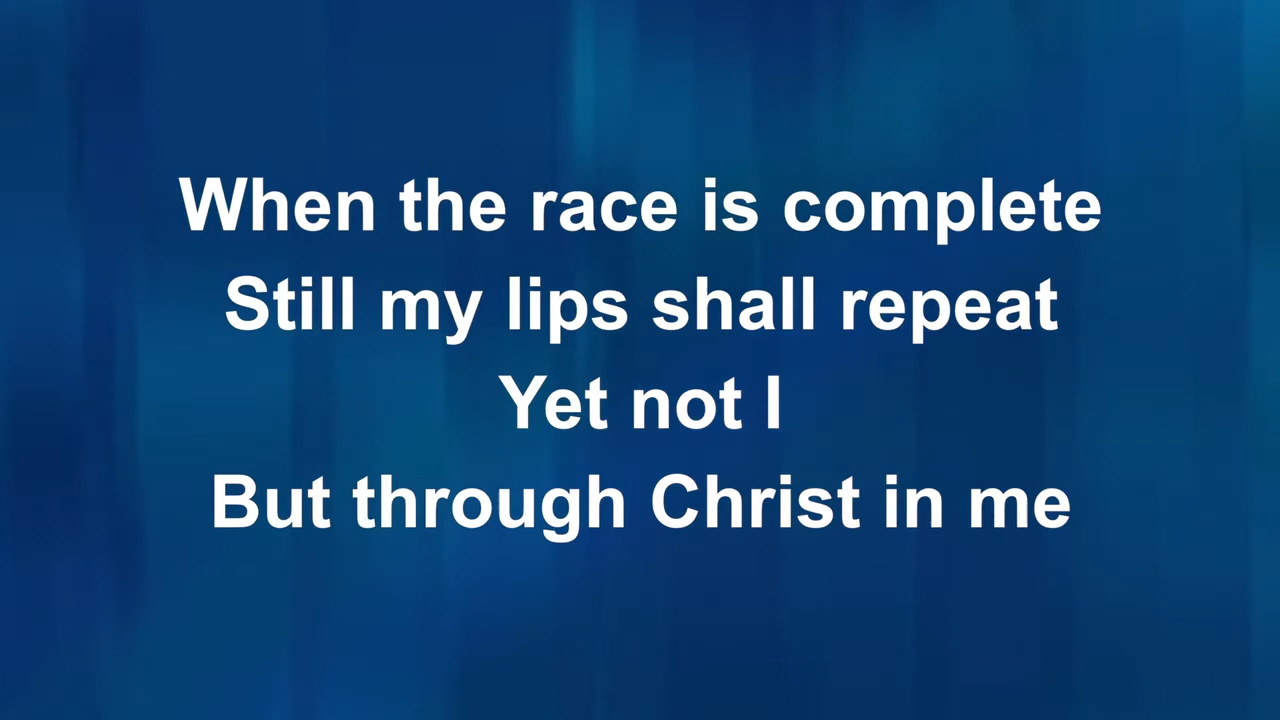 When the race is complete
Still my lips shall repeat
Yet not I
But through Christ in me